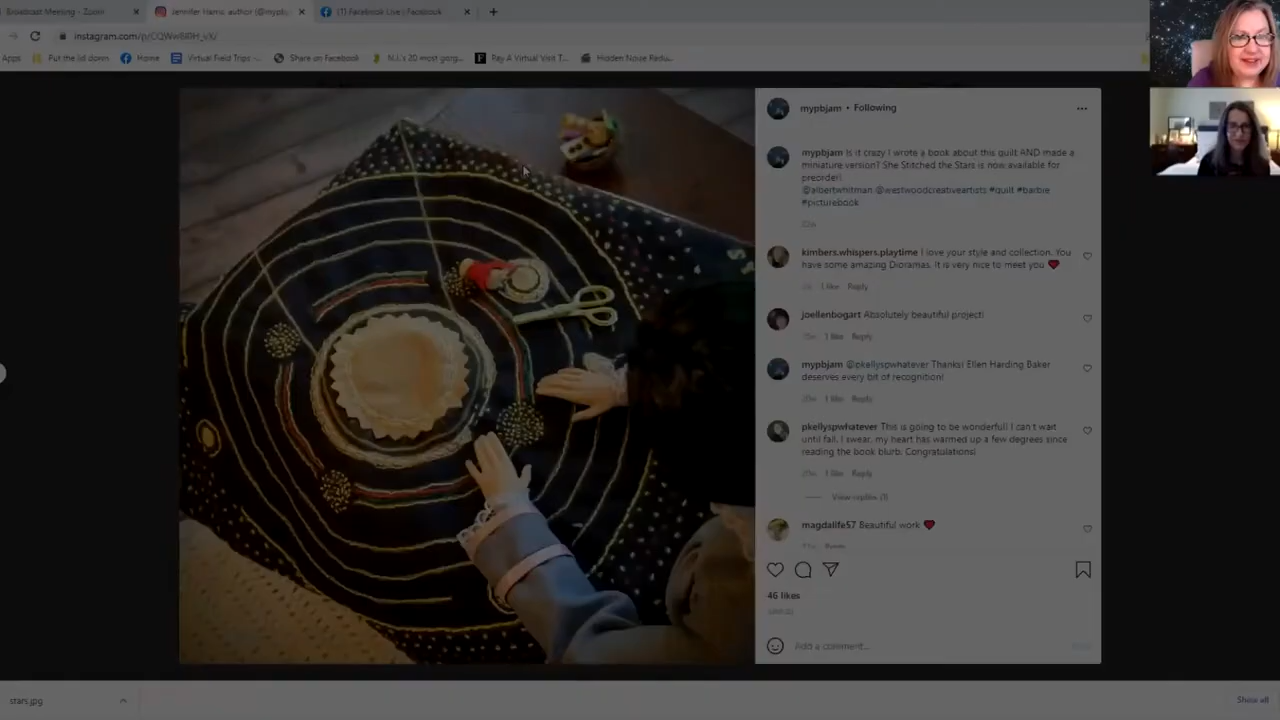 Broadcast Meeting - Zoom
Jennifer Harris, author (@mypbj
(1) Facebook Live | Facebook
instagram.com/p/
Apps
Put the lid down
Home
Virtual Field Trips -...
Share on Facebook
N.J.'s 20 most gorg...
Pay A Virtual Visit T...
Hidden Noise Redu...
mypbjam • Following
mypbjam Is it crazy I wrote a book about this quilt AND made a
miniature version? She Stitched the Stars is now available for
preorder!
@albertwhitman @westwoodcreativeartists #quilt #barbie
#picturebook
kimbers.whispers.playtime I love your style and collection. You
have some amazing Dioramas. It is very nice to meet you ❤
1 like Reply
joellenbogart Absolutely beautiful project!
1 like Reply
mypbjam @pkellyspwhatever Thanks! Ellen Harding Baker
deserves every bit of recognition!
1 like Reply
pkellyspwhatever This is going to be wonderful! I can't wait
until fall. I swear, my heart has warmed up a few degrees since
reading the book blurb. Congratulations!
1 like Reply
View replies (1)
magdalife57 Beautiful work ❤
Reply
46 likes
Add a comment...
Post
stars.jpg
Show all